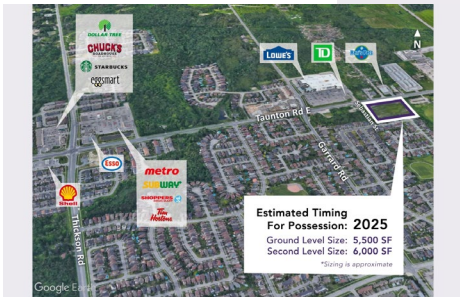 DOLLAR TREE
CHUCK'S
ROADHOUSE
STARBUCKS
eggsmart
LOWE'S
TD
N
Taunton Rd E
Garrard Rd
Esso
Shell
metro
SUBWAY
SHOPPERS
Tim Hortons
Thickson Rd
Estimated Timing
For Possession: 2025
Ground Level Size: 5,500 SF
Second Level Size: 6,000 SF
*Sizing is approximate
Google Earth